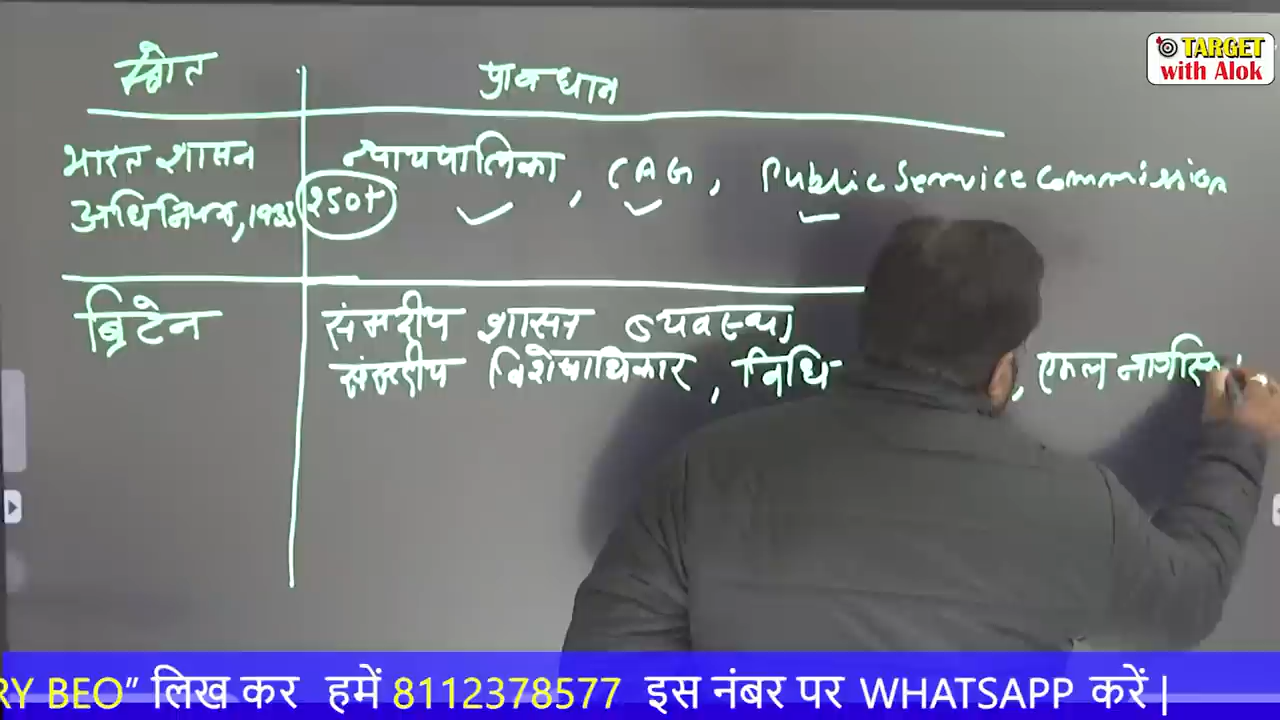 TARGET
with Alok
स्रोत
प्रावधान
भारत शासन
अधिनियम, 1935
250+
न्यायपालिका, CAG, Public Service Commission
ब्रिटेन
संसदीय शासन व्यवस्था
संसदीय विशेषाधिकार, विधि , एकल नागरिक
RY BEO" लिख कर हमें 8112378577 इस नंबर पर WHATSAPP करें |